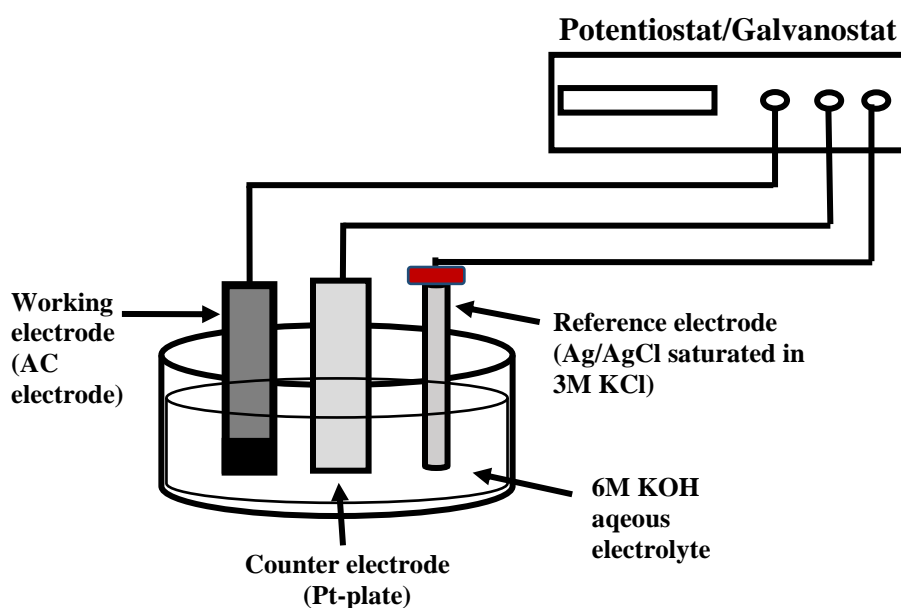 Potentiostat/Galvanostat
Working
electrode
(AC
electrode)
Reference electrode
(Ag/AgCl saturated in
3M KCl)
6M KOH
aqeous
electrolyte
Counter electrode
(Pt-plate)